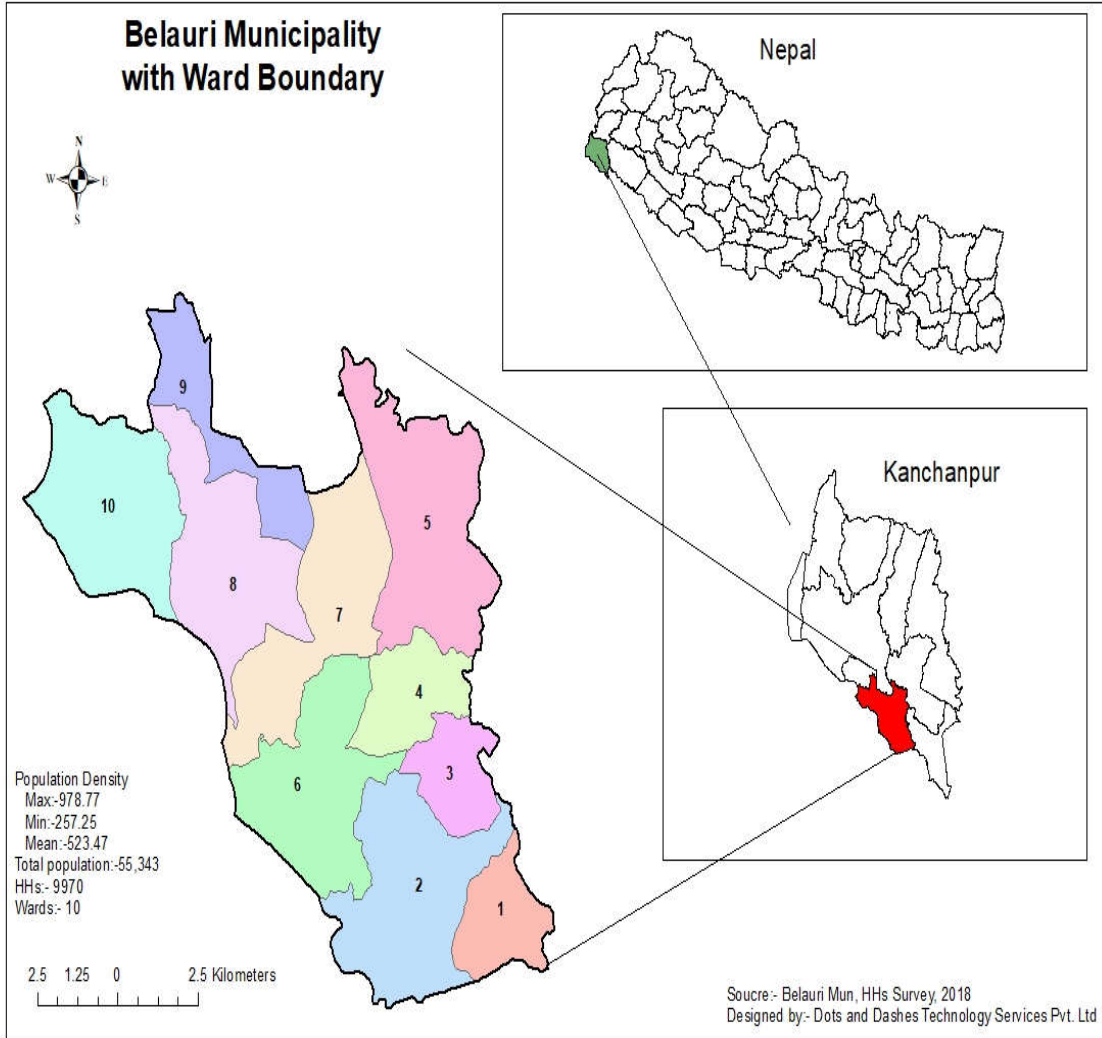 Belauri Municipality
with Ward Boundary
N
W E
S
Nepal
Kanchanpur
9
10
5
8
7
4
3
6
2
1
Population Density
Max:-978.77
Min:-257.25
Mean:-523.47
Total population:-55,343
HHs:- 9970
Wards:- 10
2.5 1.25 0 2.5 Kilometers
Soucre:- Belauri Mun, HHs Survey, 2018
Designed by:- Dots and Dashes Technology Services Pvt. Ltd